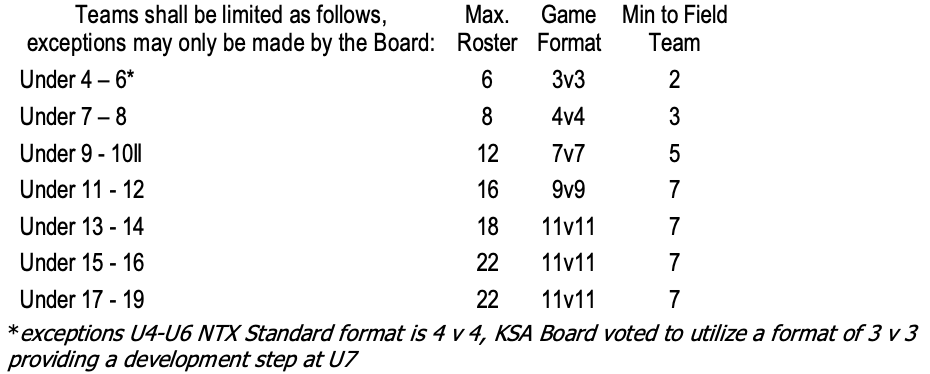 Teams shall be limited as follows, Max. Game Min to Field
exceptions may only be made by the Board: Roster Format Team
Under 4 – 6* 6 3v3 2
Under 7 – 8 8 4v4 3
Under 9 - 10ll 12 7v7 5
Under 11 - 12 16 9v9 7
Under 13 - 14 18 11v11 7
Under 15 - 16 22 11v11 7
Under 17 - 19 22 11v11 7
*exceptions U4-U6 NTX Standard format is 4 v 4, KSA Board voted to utilize a format of 3 v 3
providing a development step at U7